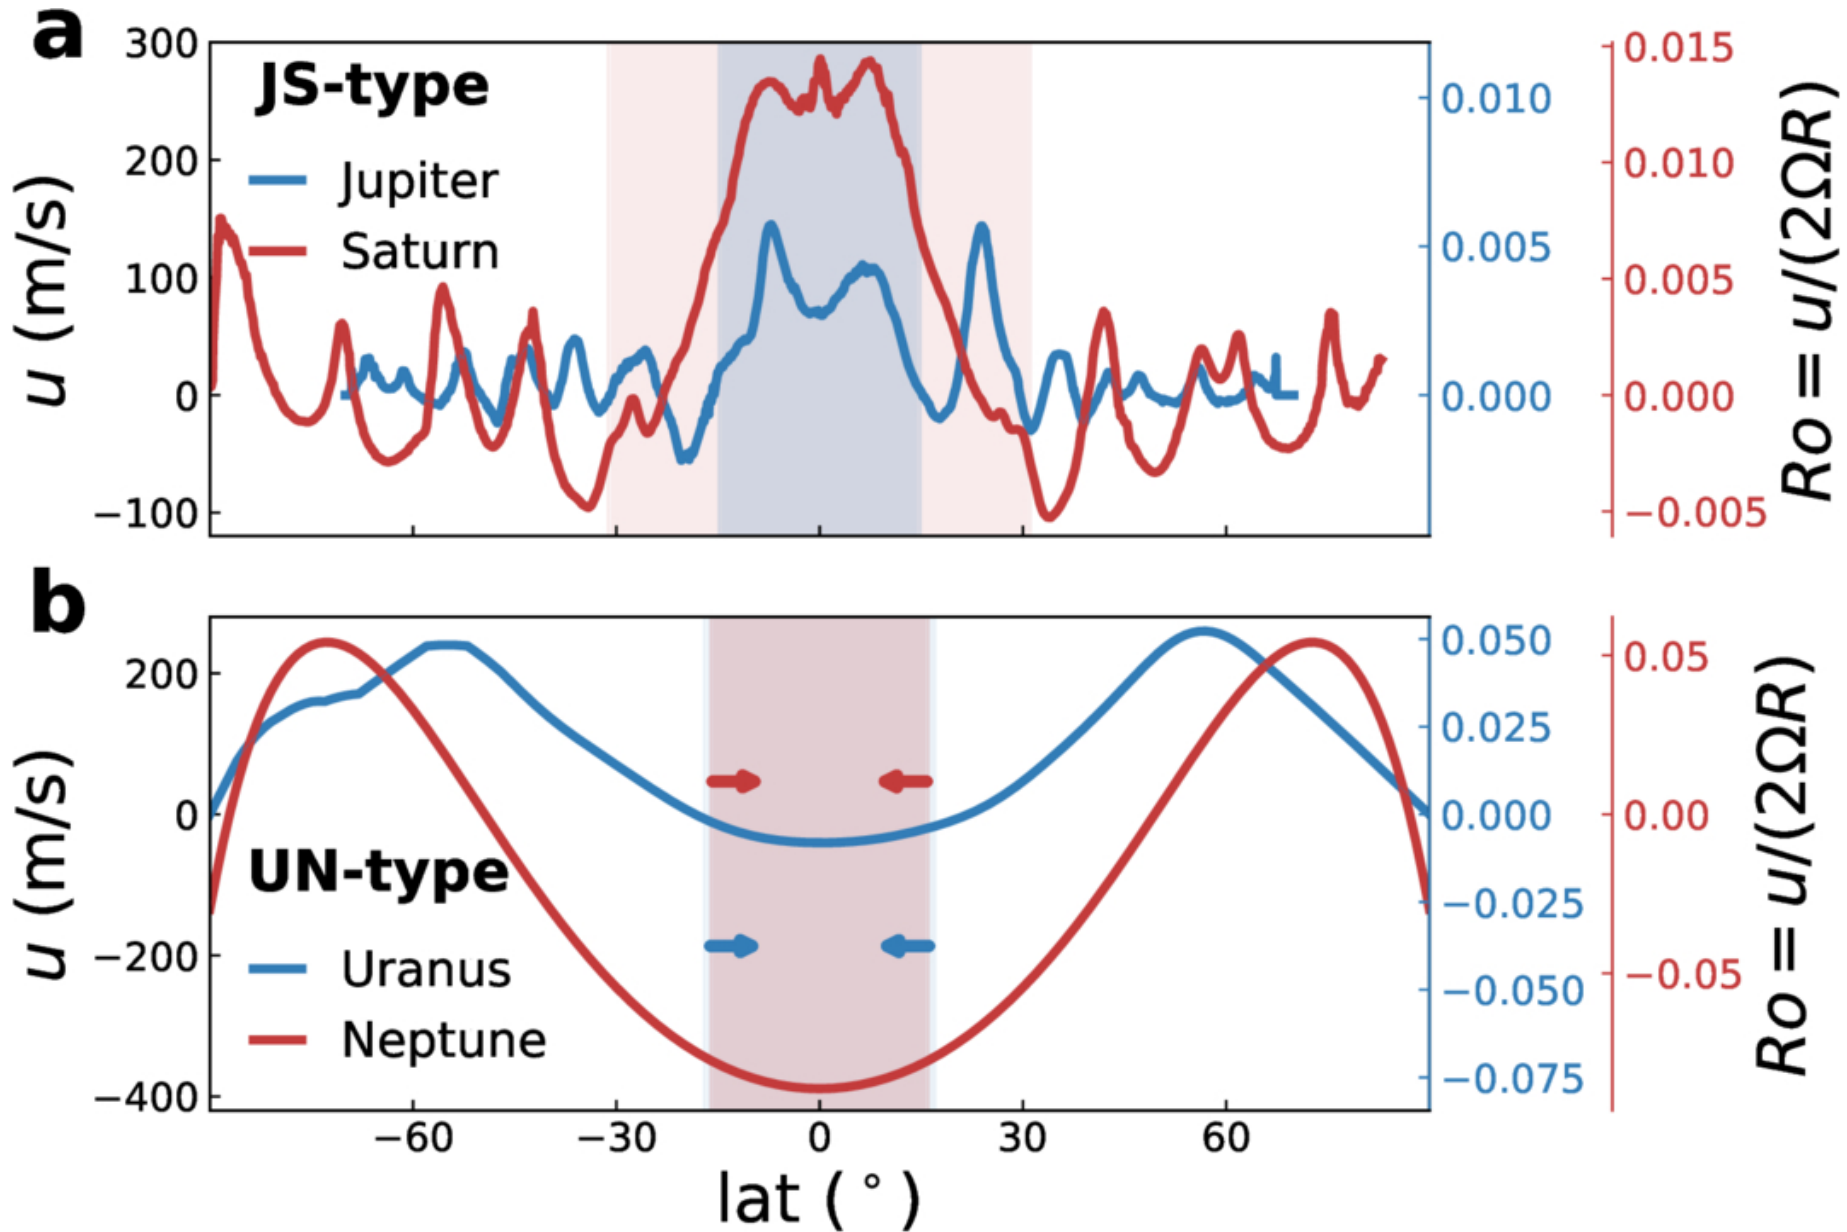 a
JS-type
Jupiter
Saturn
u (m/s)
300
200
100
0
−100
0.010
0.005
0.000
0.015
0.010
0.005
0.000
−0.005
Ro = u/(2ΩR)
b
UN-type
Uranus
Neptune
u (m/s)
200
0
−200
−400
0.050
0.025
0.000
−0.025
−0.050
−0.075
0.05
0.00
−0.05
Ro = u/(2ΩR)
−60 −30 0 30 60
lat (°)